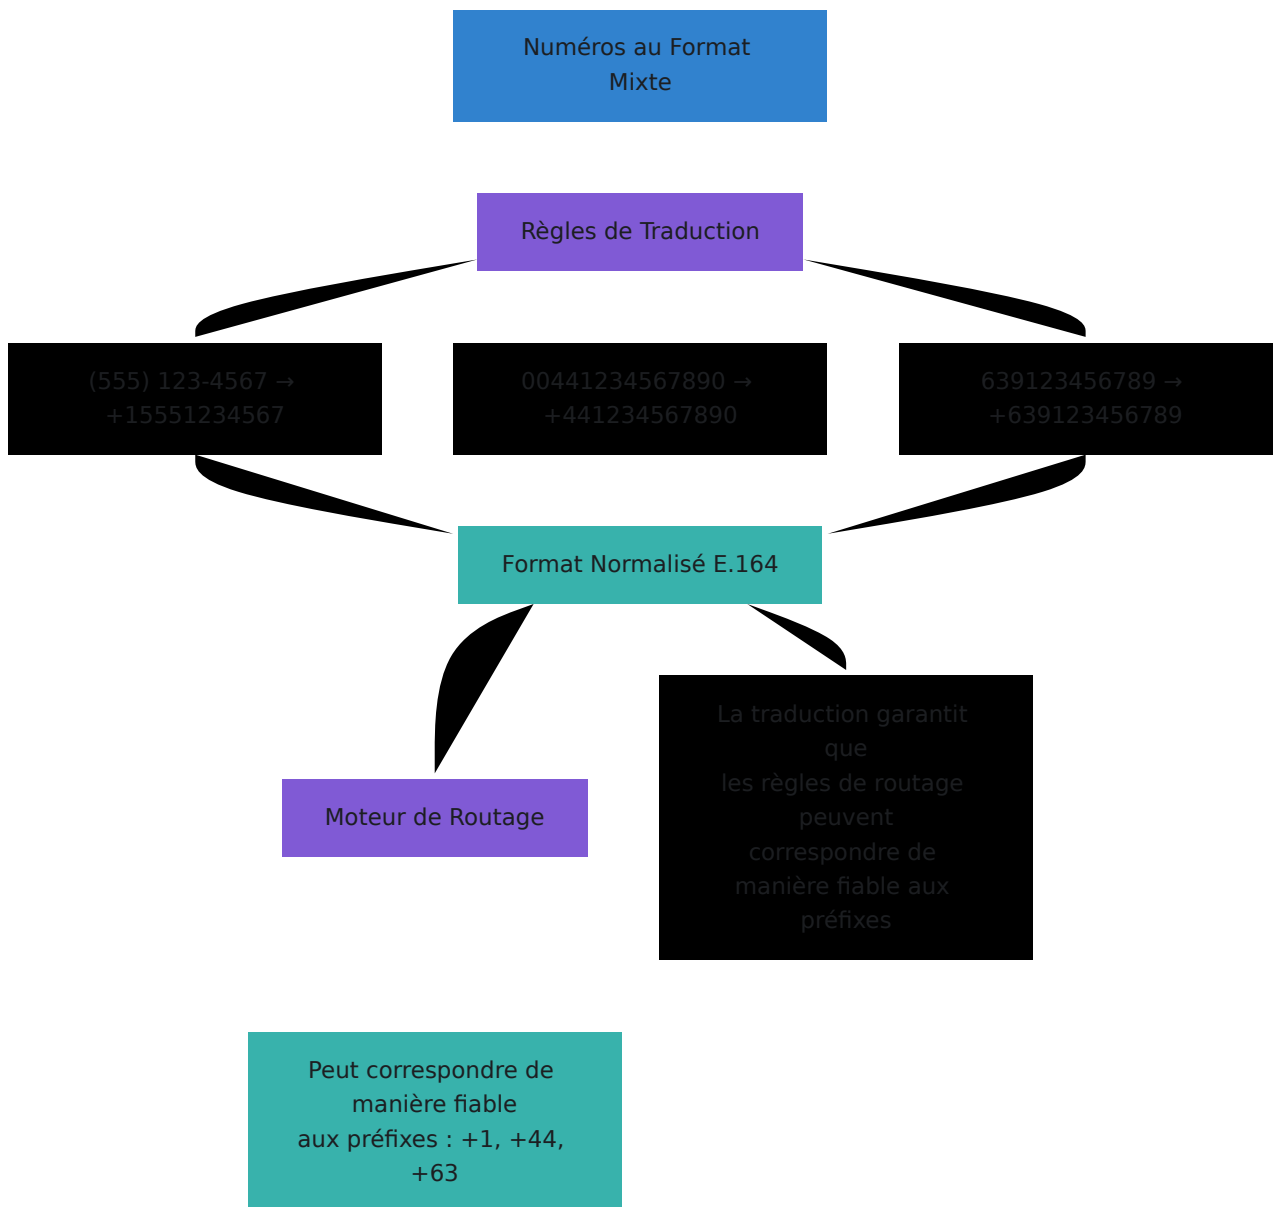 Numéros au Format
Mixte
Règles de Traduction
(555) 123-4567 →
+15551234567
00441234567890 →
+441234567890
639123456789 →
+639123456789
Format Normalisé E.164
La traduction garantit
que
les règles de routage
peuvent
correspondre de
manière fiable aux
préfixes
Moteur de Routage
Peut correspondre de
manière fiable
aux préfixes : +1, +44,
+63